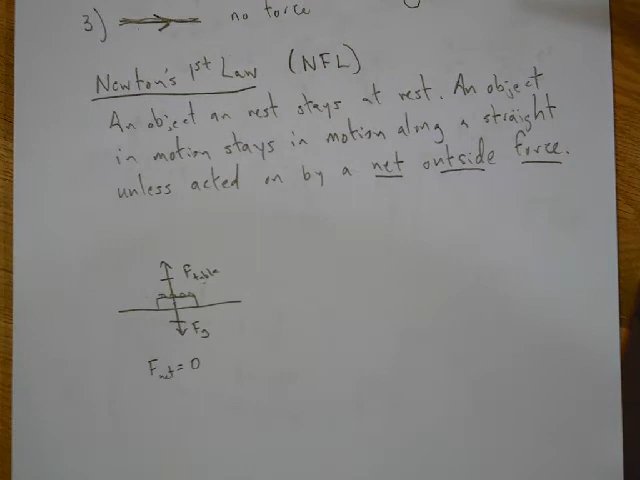 3) no force
Newton's 1st Law (NFL)
An object an rest stays at rest. An object
in motion stays in motion along a straight
unless acted on by a net outside force.
F table
Fg
Fnet = 0